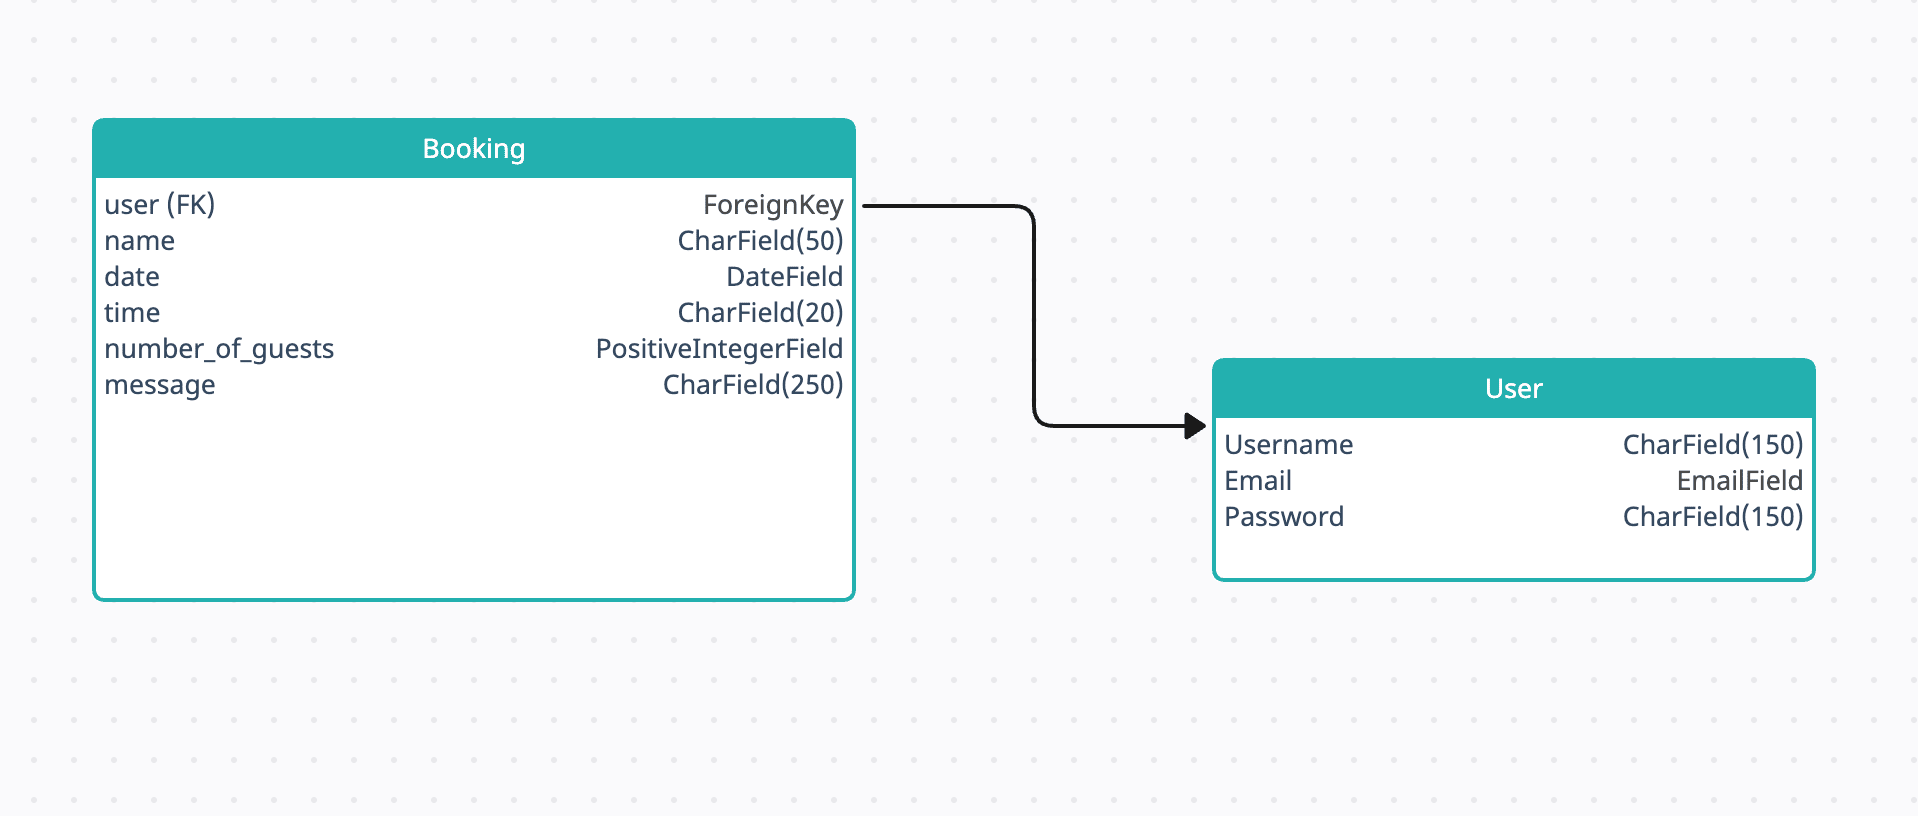 Booking
user (FK) ForeignKey
name CharField(50)
date DateField
time CharField(20)
number_of_guests PositiveIntegerField
message CharField(250)
User
Username CharField(150)
Email EmailField
Password CharField(150)